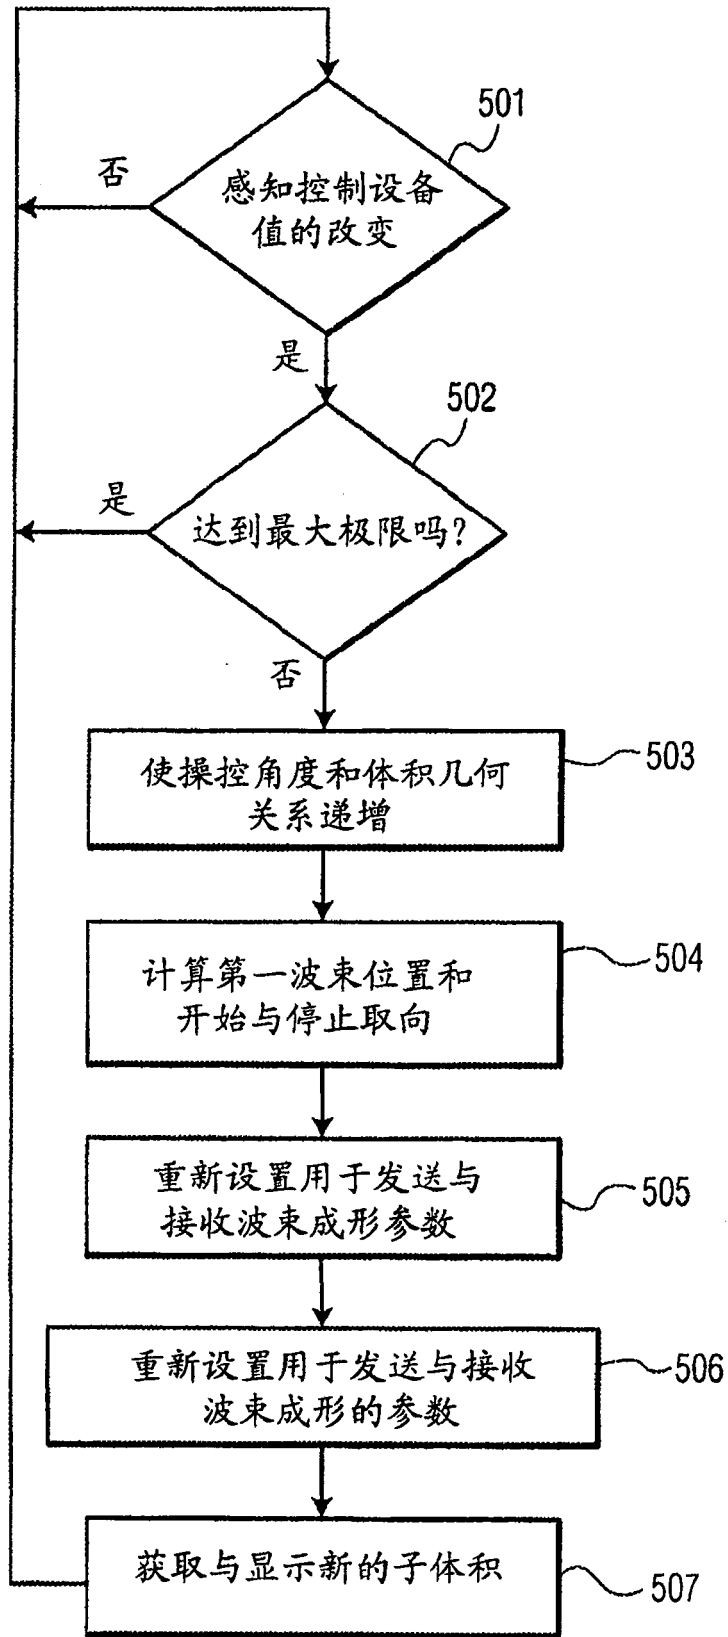 501
否
感知控制设备
值的改变
是
502
是
达到最大极限吗?
否
503
使操控角度和体积几何
关系递增
504
计算第一波束位置和
开始与停止取向
505
重新设置用于发送与
接收波束成形参数
506
重新设置用于发送与接收
波束成形的参数
获取与显示新的子体积
507